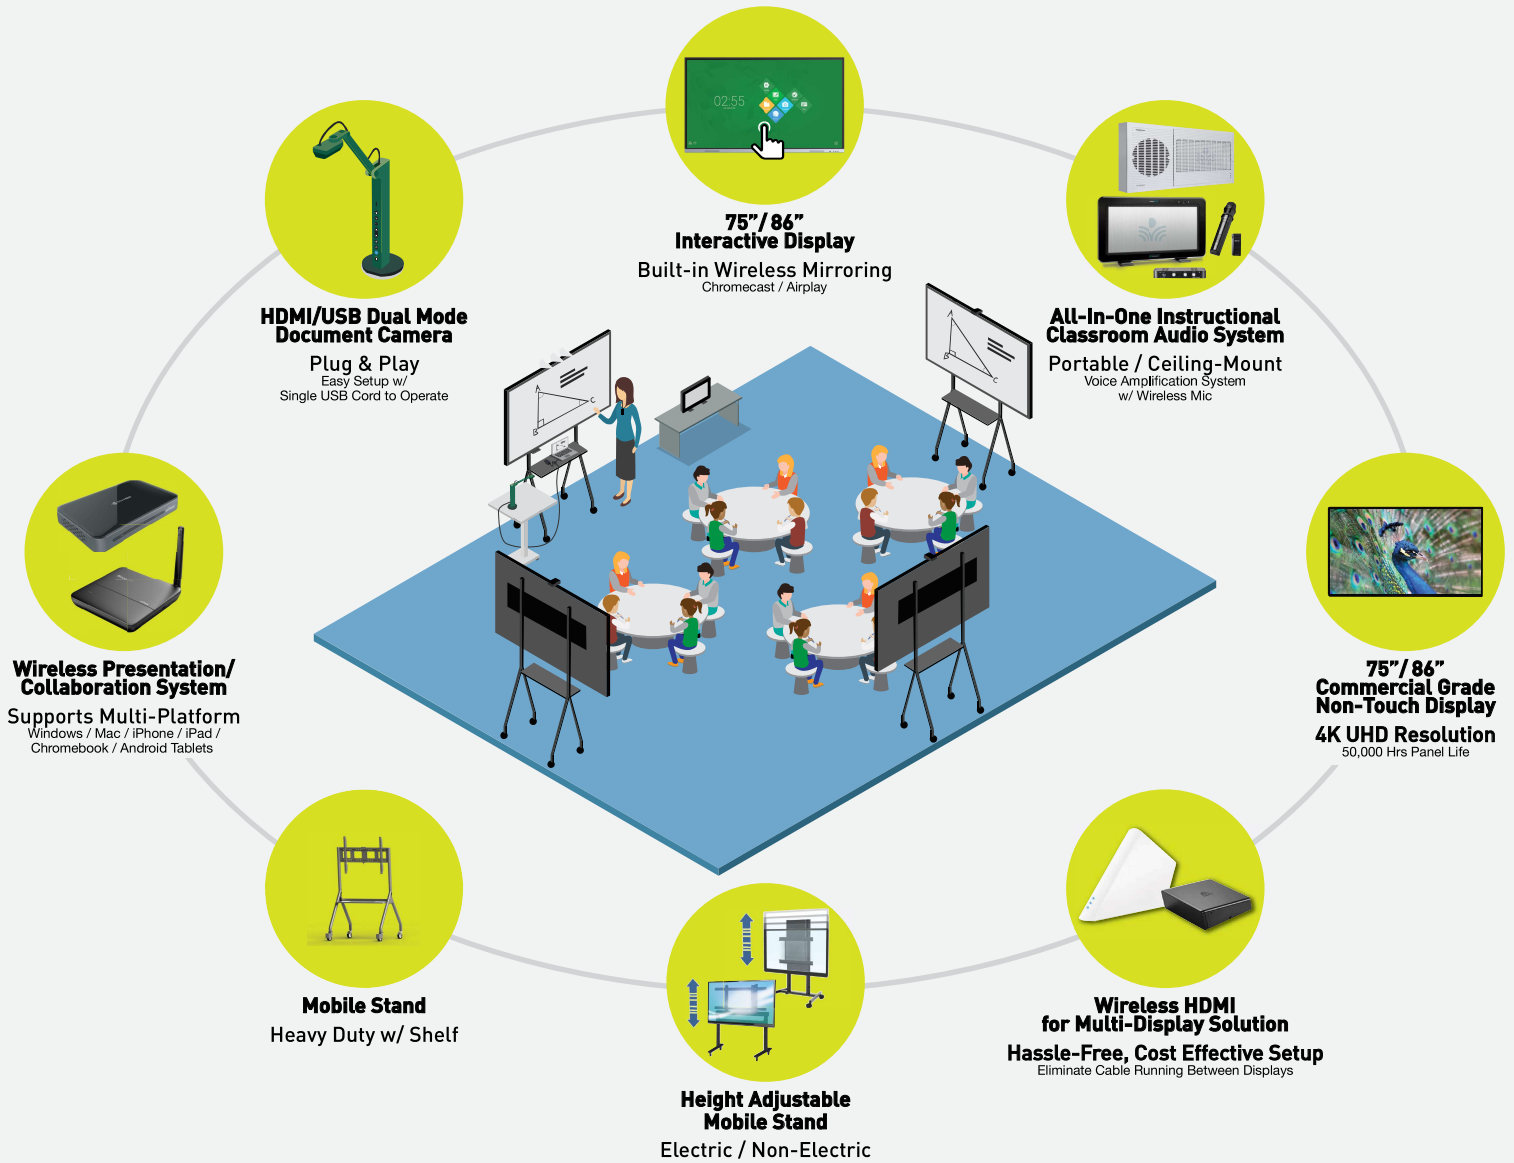 02:55
75”/ 86”
Interactive Display
Built-in Wireless Mirroring
Chromecast / Airplay
HDMI/USB Dual Mode
Document Camera
Plug & Play
Easy Setup w/
Single USB Cord to Operate
All-In-One Instructional
Classroom Audio System
Portable / Ceiling-Mount
Voice Amplification System
w/ Wireless Mic
A
B
C
A
B
C
Wireless Presentation/
Collaboration System
Supports Multi-Platform
Windows / Mac / iPhone / iPad /
Chromebook / Android Tablets
75”/ 86”
Commercial Grade
Non-Touch Display
4K UHD Resolution
50,000 Hrs Panel Life
Mobile Stand
Heavy Duty w/ Shelf
Height Adjustable
Mobile Stand
Electric / Non-Electric
Wireless HDMI
for Multi-Display Solution
Hassle-Free, Cost Effective Setup
Eliminate Cable Running Between Displays